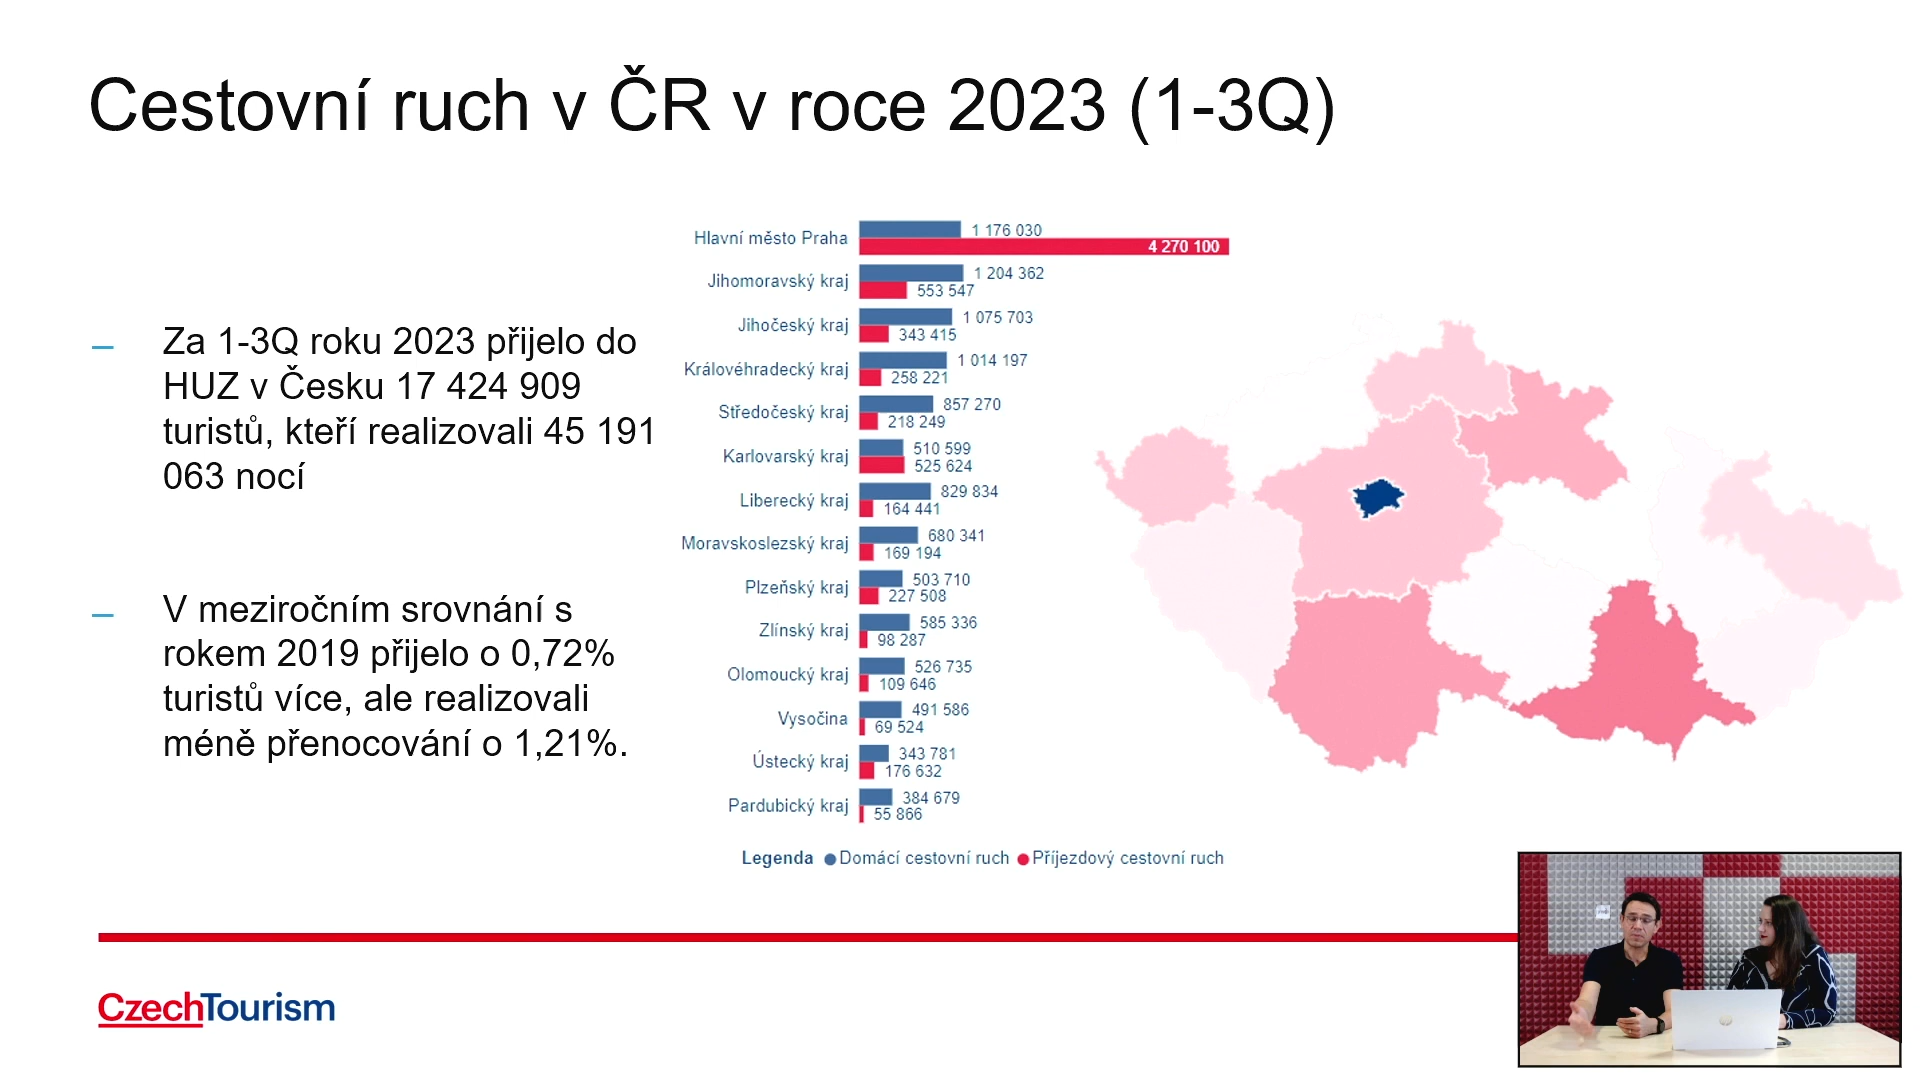 Cestovní ruch v ČR v roce 2023 (1-3Q)
– Za 1-3Q roku 2023 přijelo do
HUZ v Česku 17 424 909
turistů, kteří realizovali 45 191
063 nocí
– V meziročním srovnání s
rokem 2019 přijelo o 0,72%
turistů více, ale realizovali
méně přenocování o 1,21%.
Hlavní město Praha 1 176 030
4 270 100
Jihomoravský kraj 1 204 362
553 547
Jihočeský kraj 1 075 703
343 415
Královéhradecký kraj 1 014 197
258 221
Středočeský kraj 857 270
218 249
Karlovarský kraj 510 599
525 624
Liberecký kraj 829 834
164 441
Moravskoslezský kraj 680 341
169 194
Plzeňský kraj 503 710
227 508
Zlínský kraj 585 336
98 287
Olomoucký kraj 526 735
109 646
Vysočina 491 586
69 524
Ústecký kraj 343 781
176 632
Pardubický kraj 384 679
55 866
Legenda Domácí cestovní ruch Příjezdový cestovní ruch
CzechTourism